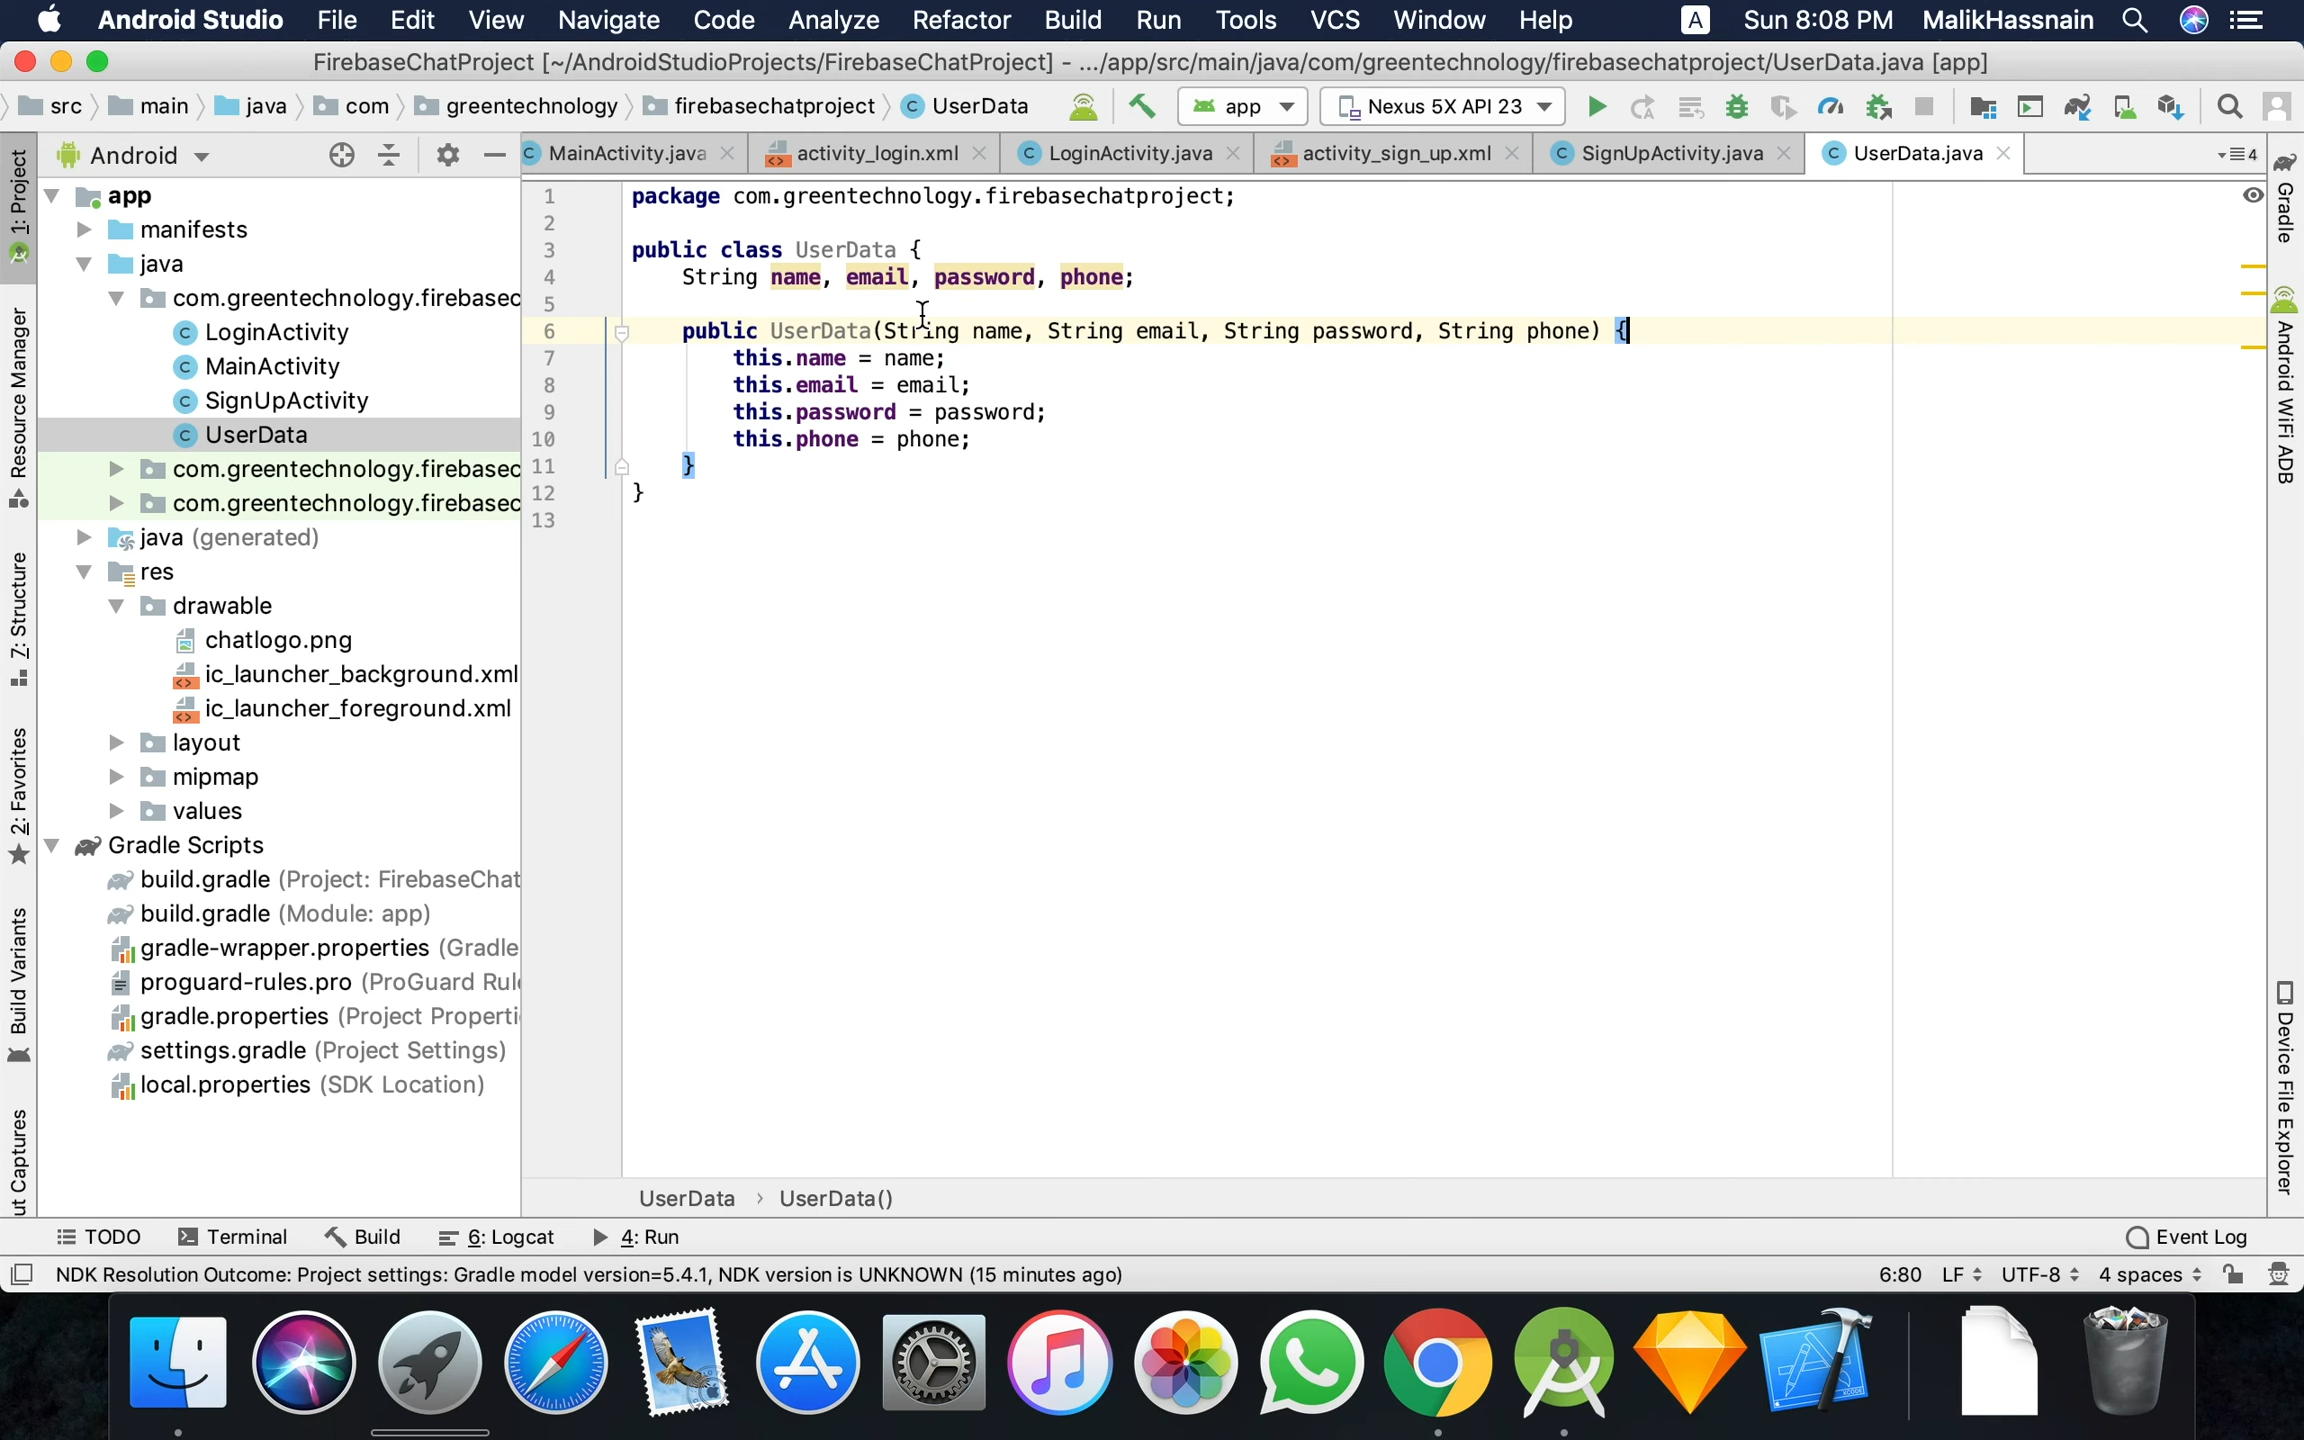 Android Studio File Edit View Navigate Code Analyze Refactor Build Run Tools VCS Window Help A Sun 8:08 PM MalikHassnain
FirebaseChatProject [~/AndroidStudioProjects/FirebaseChatProject] - .../app/src/main/java/com/greentechnology/firebasechatproject/UserData.java [app]
src main java com greentechnology firebasechatproject UserData app Nexus 5X API 23
Android
MainActivity.java activity_login.xml LoginActivity.java activity_sign_up.xml SignUpActivity.java UserData.java 4
1: Project
Resource Manager
7: Structure
2: Favorites
Build Variants
ut Captures
app
manifests
java
com.greentechnology.firebasec
LoginActivity
MainActivity
SignUpActivity
UserData
com.greentechnology.firebasec
com.greentechnology.firebasec
java (generated)
res
drawable
chatlogo.png
ic_launcher_background.xml
ic_launcher_foreground.xml
layout
mipmap
values
Gradle Scripts
build.gradle (Project: FirebaseChat
build.gradle (Module: app)
gradle-wrapper.properties (Gradle
proguard-rules.pro (ProGuard Rul
gradle.properties (Project Properti
settings.gradle (Project Settings)
local.properties (SDK Location)
1 package com.greentechnology.firebasechatproject;
2
3 public class UserData {
4 String name, email, password, phone;
5
6 public UserData(String name, String email, String password, String phone) {
7 this.name = name;
8 this.email = email;
9 this.password = password;
10 this.phone = phone;
11 }
12 }
13
Gradle
Android WiFi ADB
Device File Explorer
UserData › UserData()
TODO Terminal Build 6: Logcat 4: Run Event Log
NDK Resolution Outcome: Project settings: Gradle model version=5.4.1, NDK version is UNKNOWN (15 minutes ago) 6:80 LF UTF-8 4 spaces